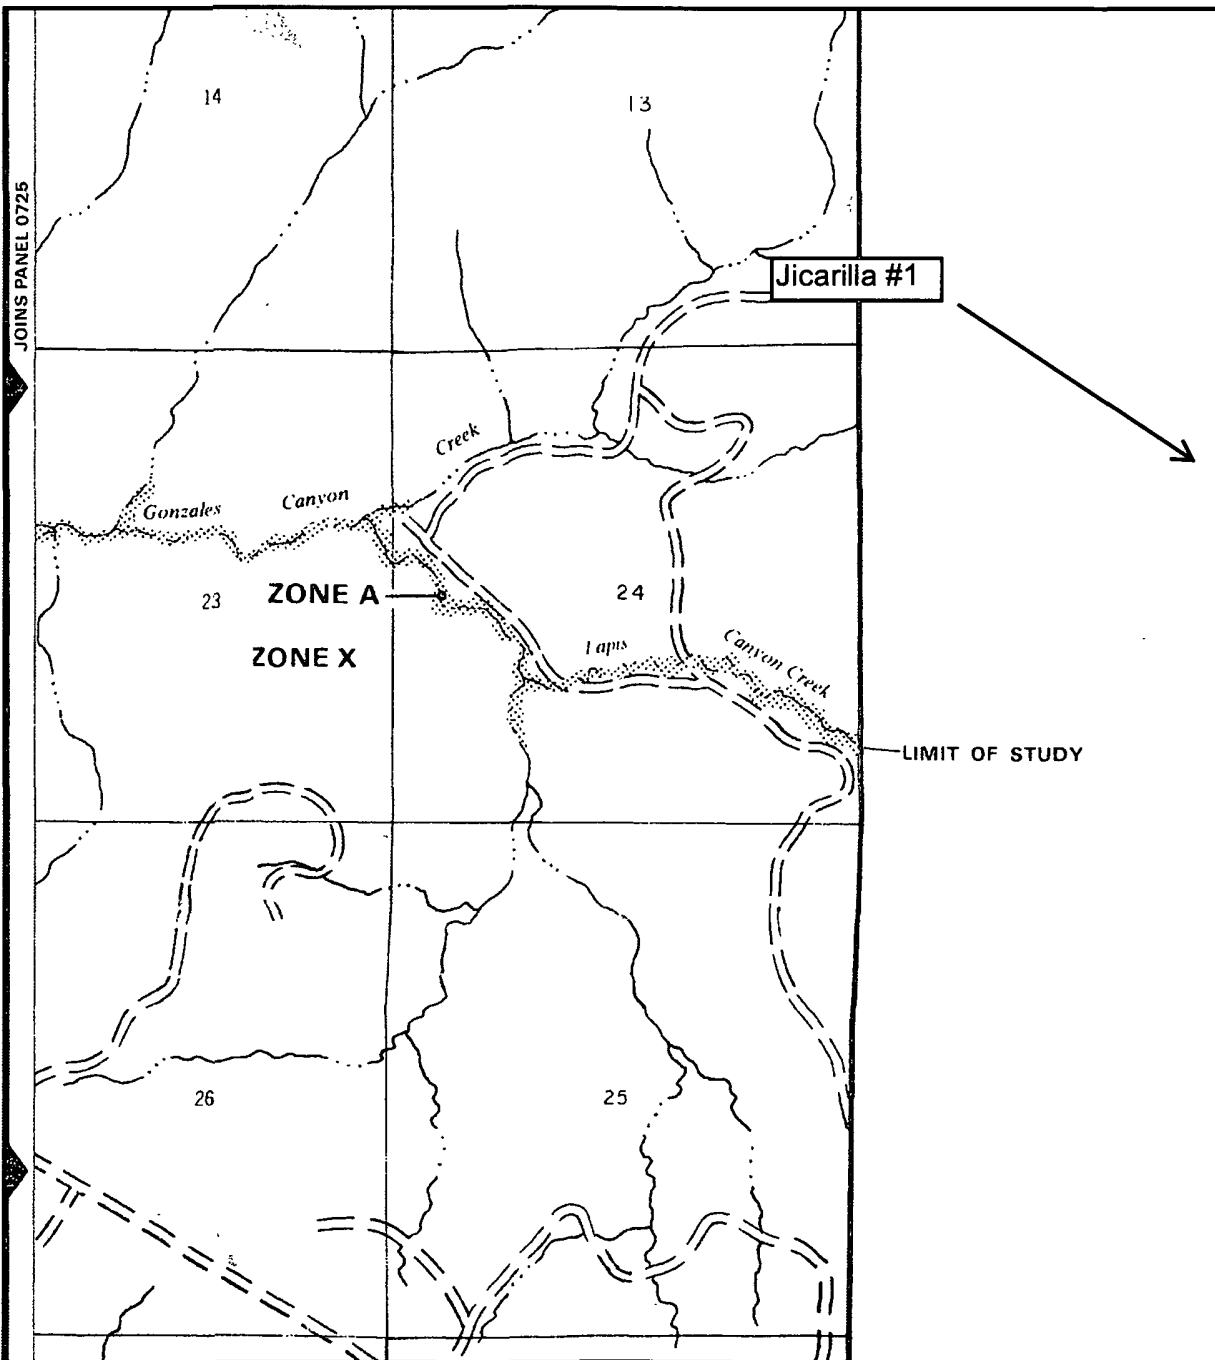 14
13
JOINS PANEL 0725
Jicarilla #1
Creek
Canyon
Gonzales
ZONE A
23
24
ZONE X
Lapis
Canyon Creek
LIMIT OF STUDY
26
25